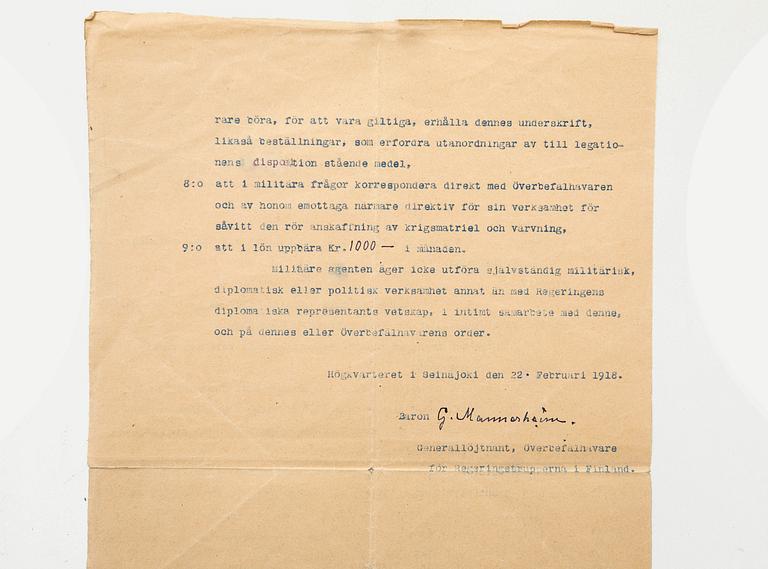 rare böra, för att vara giltiga, erhålla dennes underskrift,
likaså beställningar, som erfordra utanordningar av till legatio-
nens disposition stående medel,
8:o att i militära frågor korrespondera direkt med Överbefälhavaren
och av honom emottaga närmare direktiv för sin verksamhet för
såvitt den rör anskaffning av krigsmatriel och värvning,
9:o att i lön uppbära Kr. 1000 — i månaden.
Militäre agenten äger icke utföra självständig militärisk,
diplomatisk eller politisk verksamhet annat än med Regeringens
diplomatiska representants vetskap, i intimt samarbete med denne,
och på dennes eller Överbefälhavarens order.
Högkvarteret i Seinäjoki den 22. Februari 1918.
Baron G. Mannerheim.
Generallöjtnant, Överbefälhavare
för Regeringstrupperna i Finland.